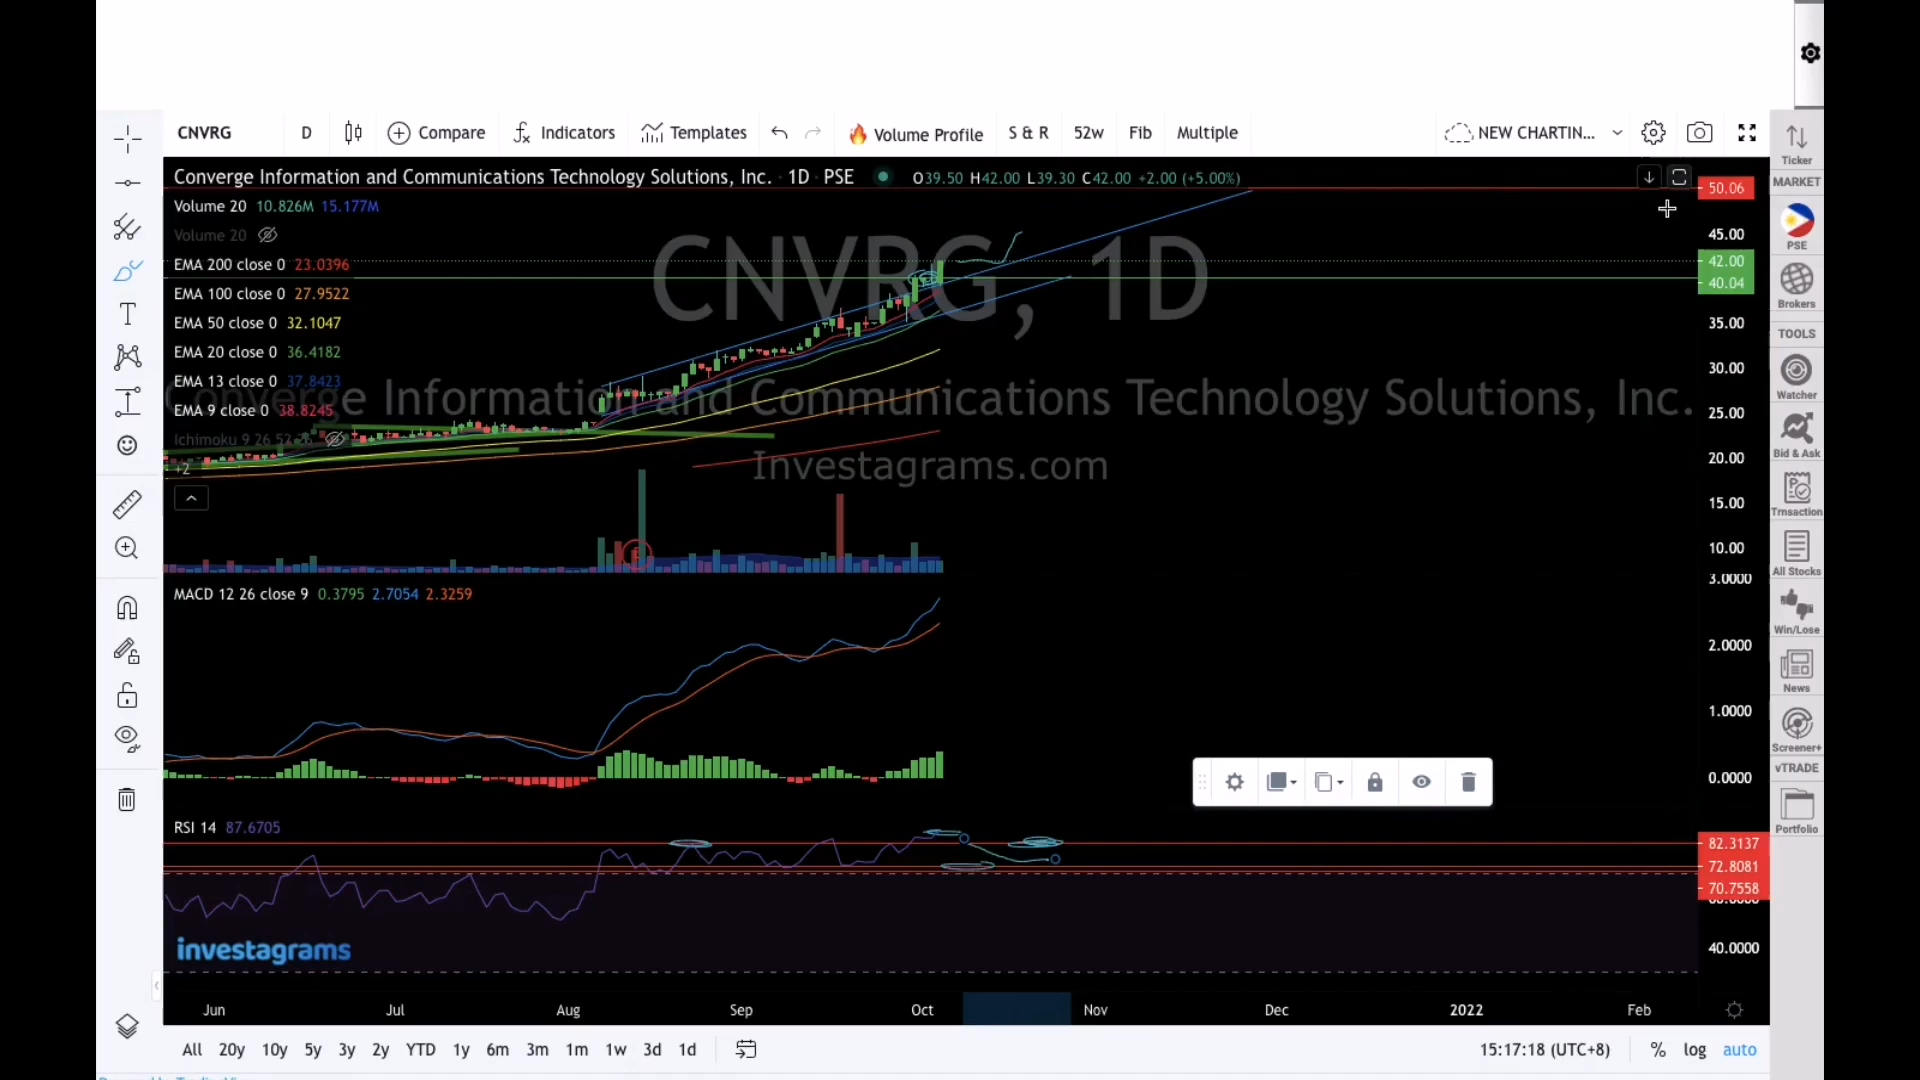 CNVRG D Compare Indicators Templates Volume Profile S & R 52w Fib Multiple NEW CHARTIN...
Converge Information and Communications Technology Solutions, Inc. · 1D · PSE O39.50 H42.00 L39.30 C42.00 +2.00 (+5.00%)
Volume 20 10.826M 15.177M
Volume 20
EMA 200 close 0 23.0396
EMA 100 close 0 27.9522
EMA 50 close 0 32.1047
EMA 20 close 0 36.4182
EMA 13 close 0 37.8423
EMA 9 close 0 38.8245
Ichimoku 9 26 52 26
+2
CNVRG, 1D
Converge Information and Communications Technology Solutions, Inc.
Investagrams.com
E
50.06
45.00
42.00
40.04
35.00
30.00
25.00
20.00
15.00
10.00
3.0000
MACD 12 26 close 9 0.3795 2.7054 2.3259
2.0000
1.0000
0.0000
RSI 14 87.6705
82.3137
72.8081
70.7558
60.0000
40.0000
investagrams
Jun Jul Aug Sep Oct Nov Dec 2022 Feb
All 20y 10y 5y 3y 2y YTD 1y 6m 3m 1m 1w 3d 1d
15:17:18 (UTC+8) % log auto
Ticker
MARKET
PSE
Brokers
TOOLS
Watcher
Bid & Ask
Trnsaction
All Stocks
Win/Lose
News
Screener+
vTRADE
Portfolio